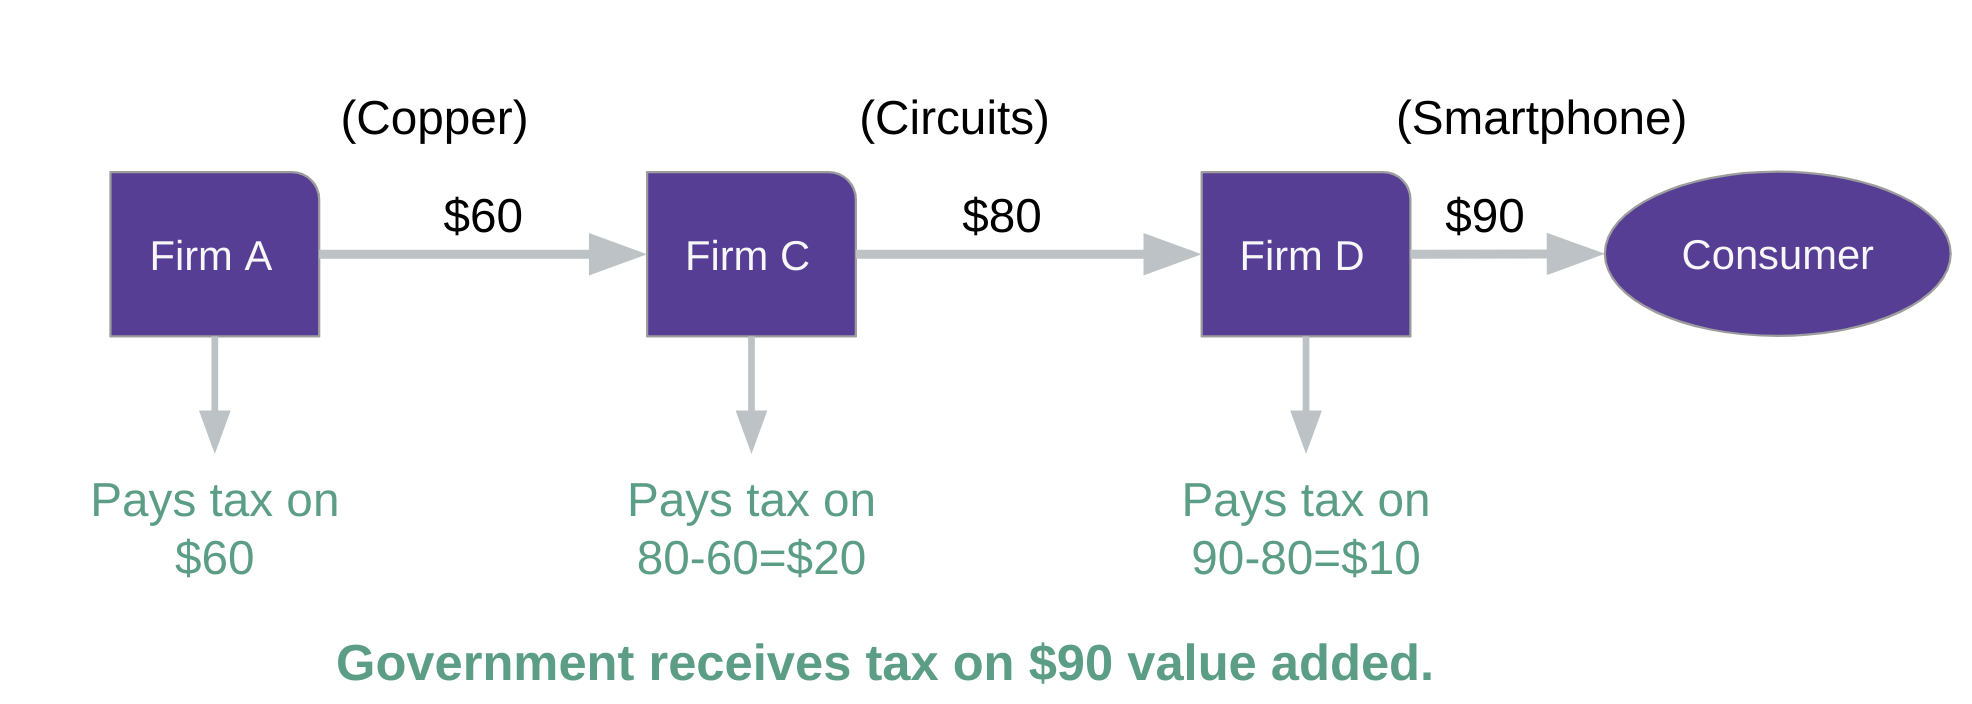 (Copper)
(Circuits)
(Smartphone)
$60
$80
$90
Firm A
Firm C
Firm D
Consumer
Pays tax on
$60
Pays tax on
80-60=$20
Pays tax on
90-80=$10
Government receives tax on $90 value added.